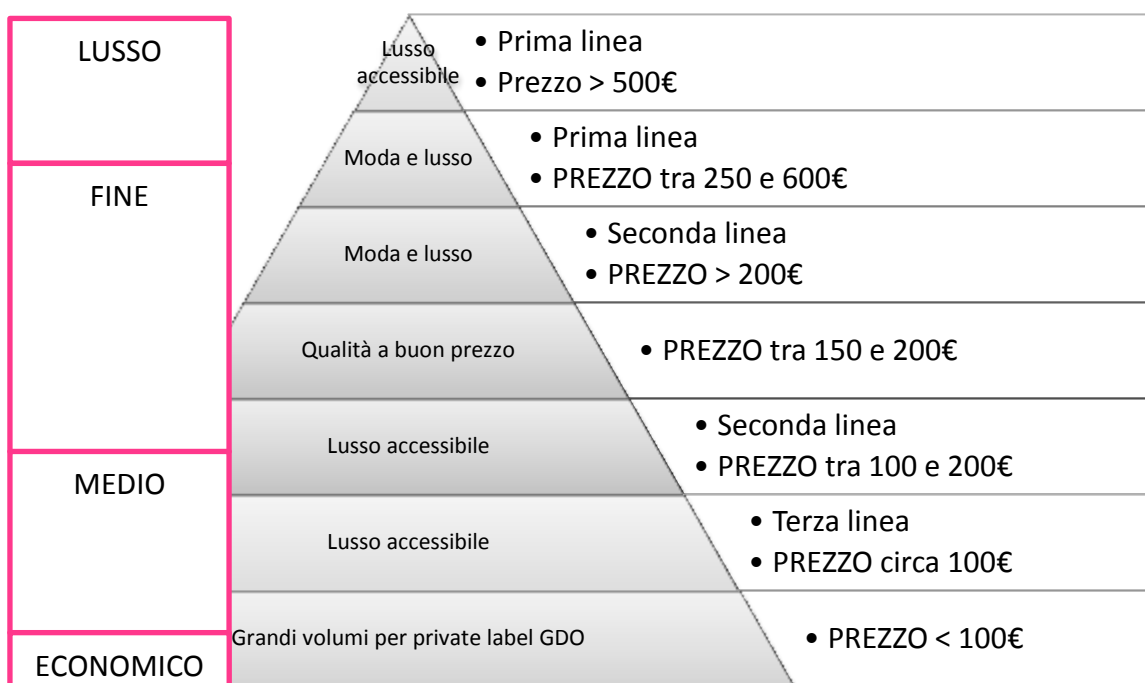 LUSSO
FINE
MEDIO
ECONOMICO
Lusso
accessibile
• Prima linea
• Prezzo > 500€
Moda e lusso
• Prima linea
• PREZZO tra 250 e 600€
Moda e lusso
• Seconda linea
• PREZZO > 200€
Qualità a buon prezzo
• PREZZO tra 150 e 200€
Lusso accessibile
• Seconda linea
• PREZZO tra 100 e 200€
Lusso accessibile
• Terza linea
• PREZZO circa 100€
Grandi volumi per private label GDO
• PREZZO < 100€